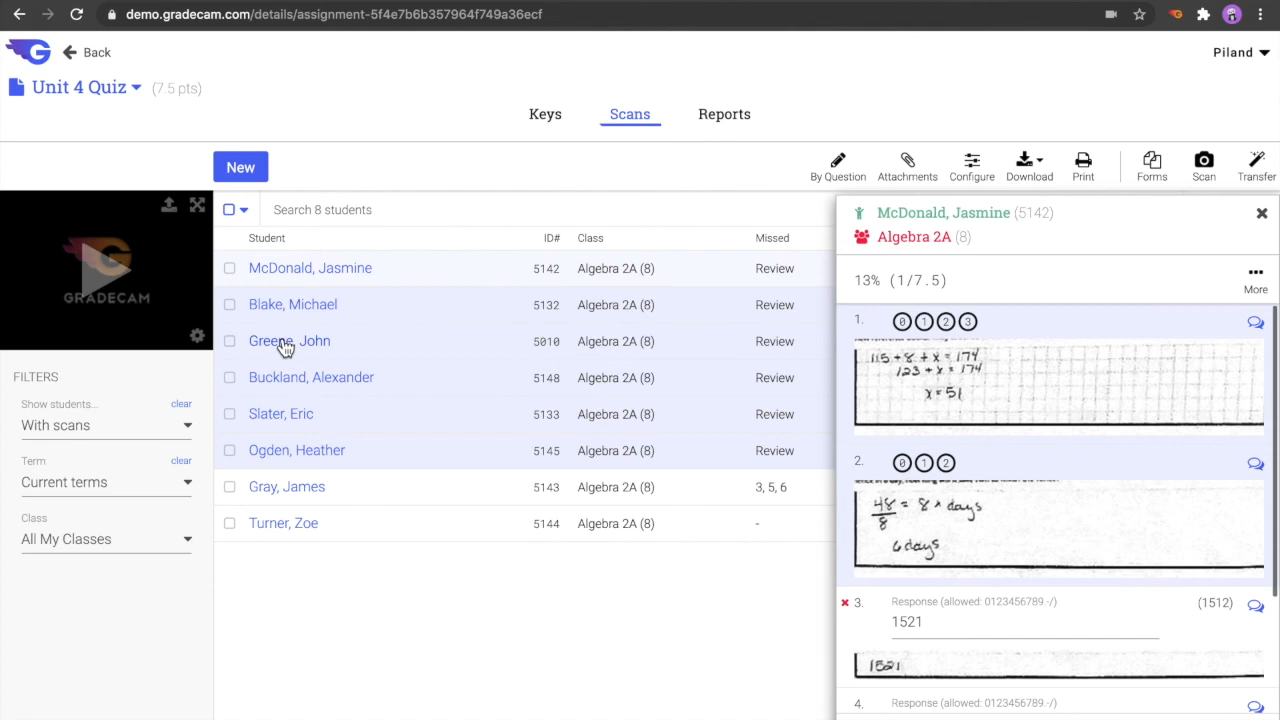 demo.gradecam.com/details/assignment-5f4e7b6b357964f749a36ecf
G Back
Piland
Unit 4 Quiz (7.5 pts)
Keys Scans Reports
New
By Question Attachments Configure Download Print Forms Scan Transfer
GRADECAM
Search 8 students
Student ID# Class Missed
McDonald, Jasmine 5142 Algebra 2A (8) Review
Blake, Michael 5132 Algebra 2A (8) Review
Greene, John 5010 Algebra 2A (8) Review
Buckland, Alexander 5148 Algebra 2A (8) Review
Slater, Eric 5133 Algebra 2A (8) Review
Ogden, Heather 5145 Algebra 2A (8) Review
Gray, James 5143 Algebra 2A (8) 3, 5, 6
Turner, Zoe 5144 Algebra 2A (8) -
FILTERS
Show students... clear
With scans
Term clear
Current terms
Class
All My Classes
McDonald, Jasmine (5142)
Algebra 2A (8)
13% (1/7.5)
More
1. 0 1 2 3
115 + 8 + x = 174
123 + x = 174
x = 51
2. 0 1 2
48/8 = 8 x days
6 days
3. Response (allowed: 0123456789.-/) (1512)
1521
1521
4. Response (allowed: 0123456789.-/)